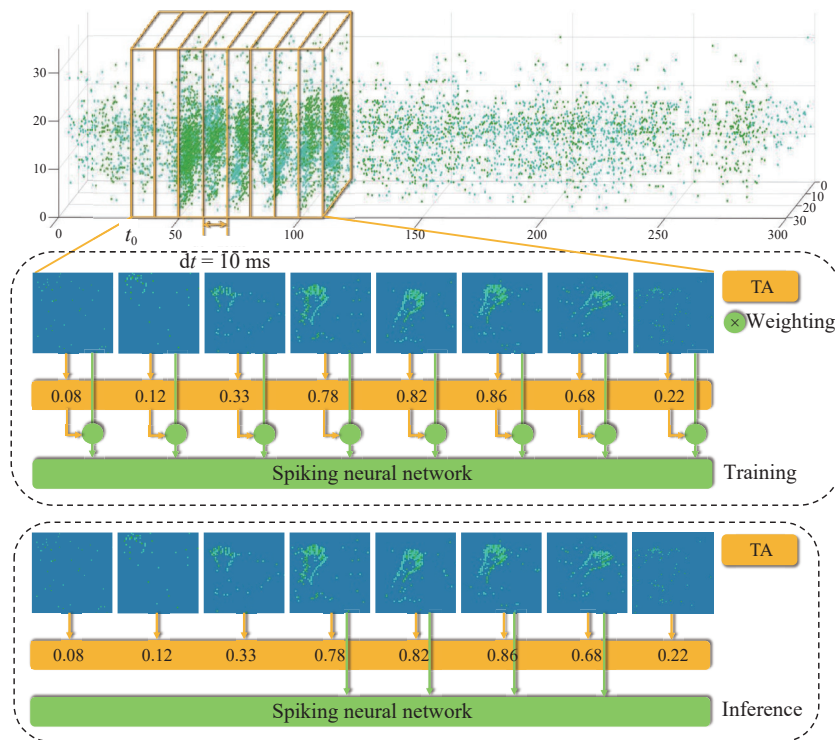 30
20
10
0
0
10
20
30
0
t0
50
100
150
200
250
300
dt = 10 ms
TA
× Weighting
0.08 0.12 0.33 0.78 0.82 0.86 0.68 0.22
Spiking neural network
Training
TA
0.08 0.12 0.33 0.78 0.82 0.86 0.68 0.22
Spiking neural network
Inference